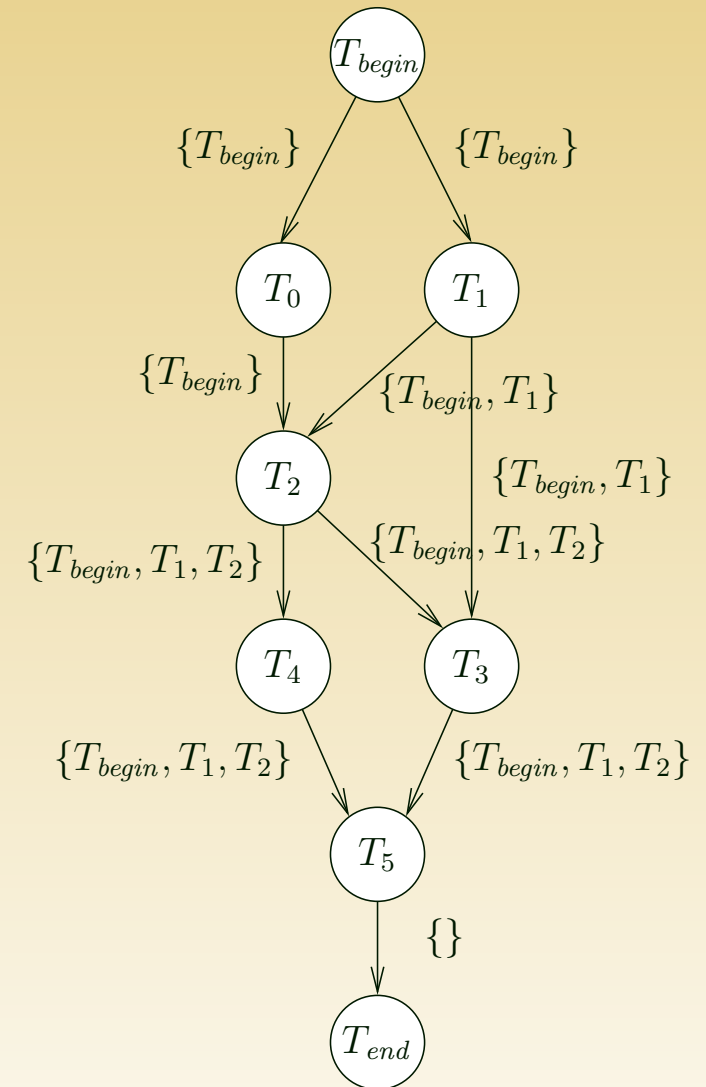 T_begin
{T_begin} {T_begin}
T_0 T_1
{T_begin} {T_begin, T_1}
T_2 {T_begin, T_1}
{T_begin, T_1, T_2} {T_begin, T_1, T_2}
T_4 T_3
{T_begin, T_1, T_2} {T_begin, T_1, T_2}
T_5
{}
T_end